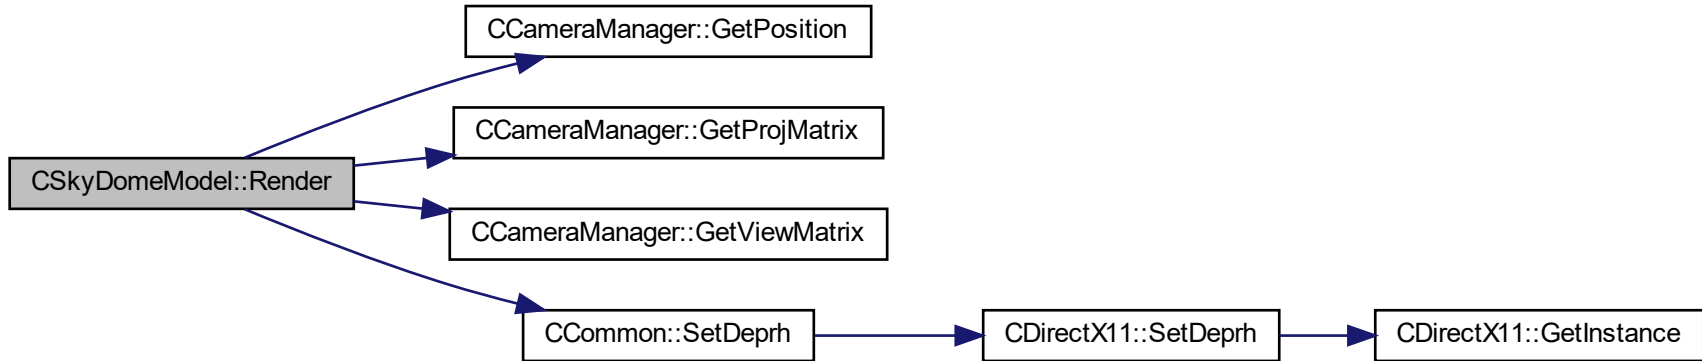 CCameraManager::GetPosition
CCameraManager::GetProjMatrix
CSkyDomeModel::Render
CCameraManager::GetViewMatrix
CCommon::SetDeprh
CDirectX11::SetDeprh
CDirectX11::GetInstance